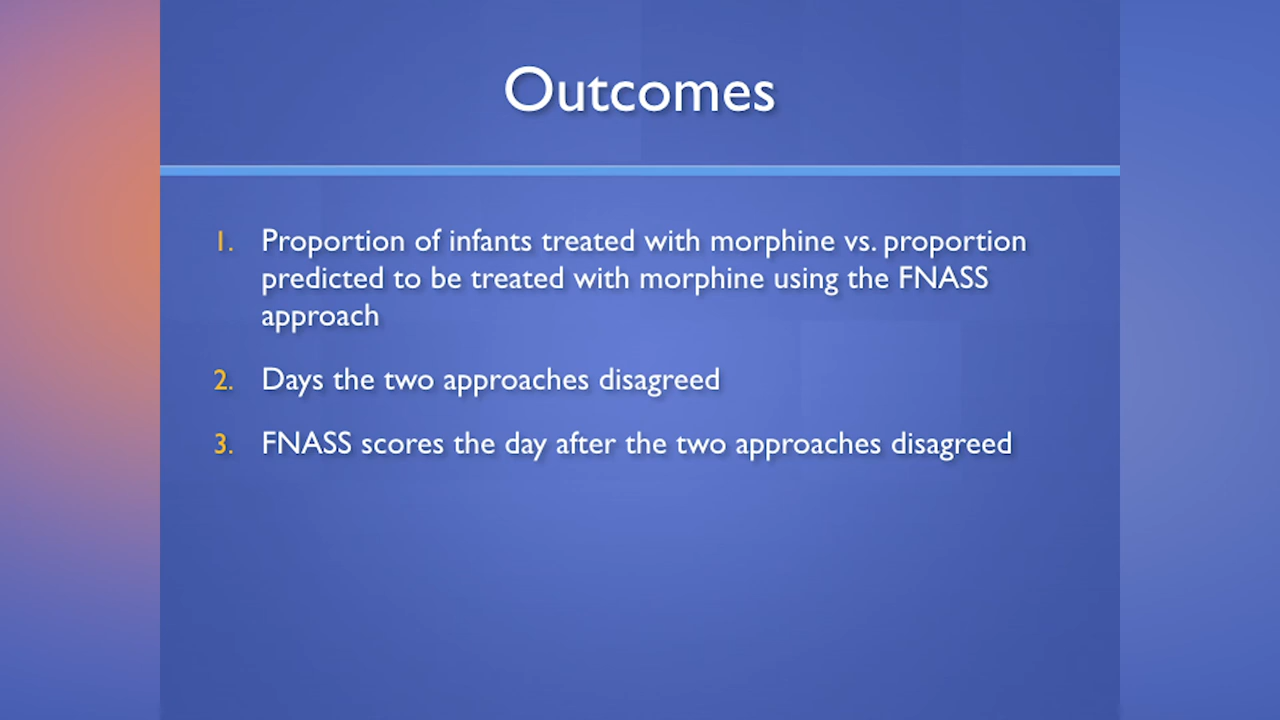 Outcomes
1. Proportion of infants treated with morphine vs. proportion
predicted to be treated with morphine using the FNASS
approach
2. Days the two approaches disagreed
3. FNASS scores the day after the two approaches disagreed